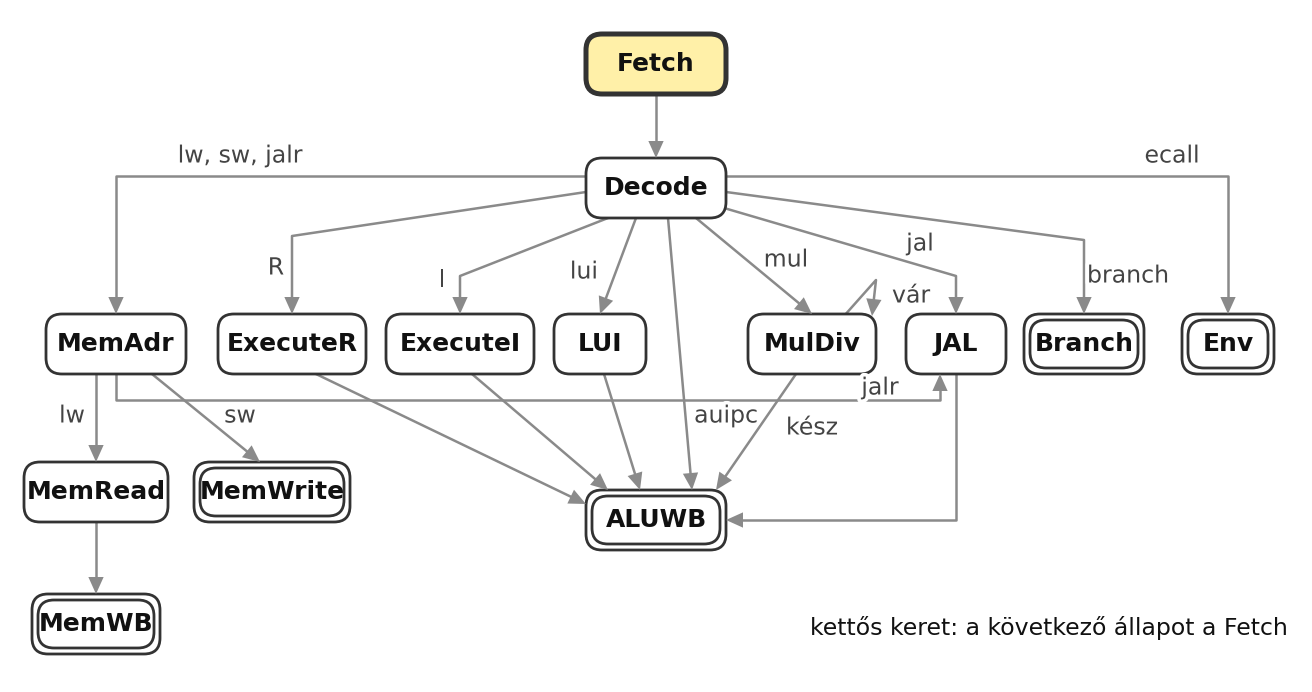 Fetch
lw, sw, jalr
ecall
Decode
R
I
lui
mul
jal
vár
branch
MemAdr
ExecuteR
ExecuteI
LUI
MulDiv
JAL
Branch
Env
jalr
lw
sw
auipc
kész
MemRead
MemWrite
ALUWB
MemWB
kettős keret: a következő állapot a Fetch